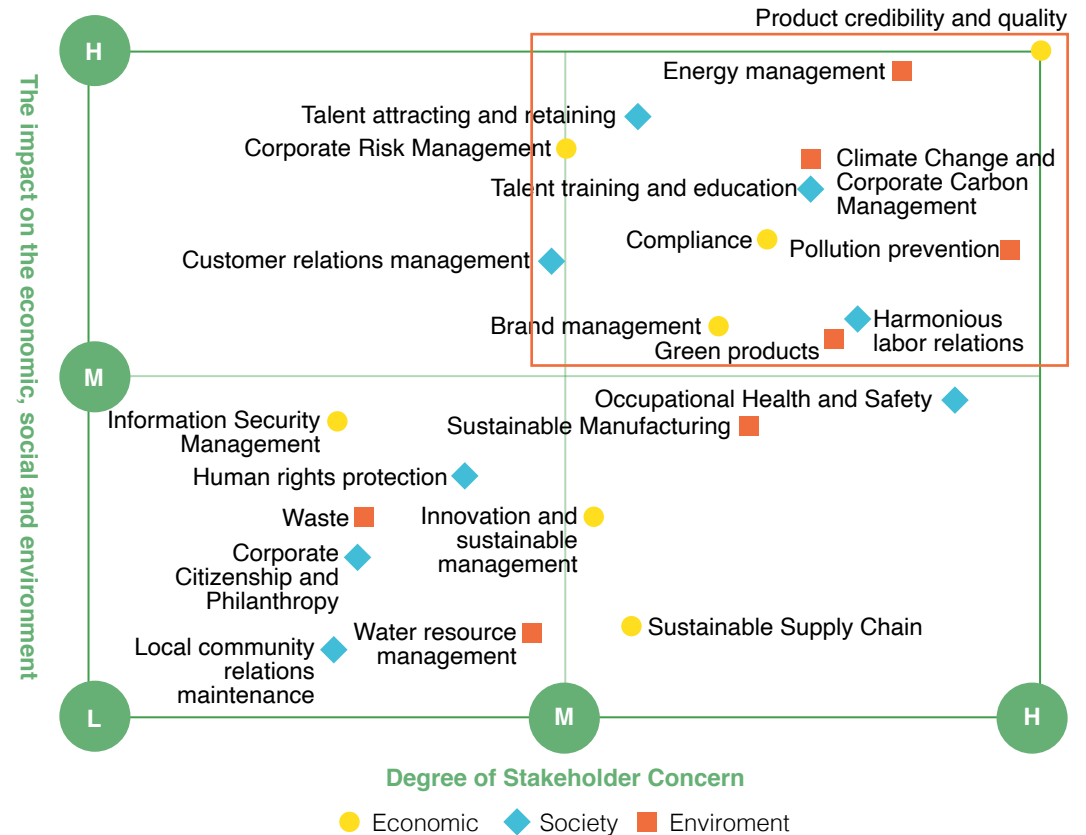 Product credibility and quality
H
Energy management
Talent attracting and retaining
Corporate Risk Management
Climate Change and
Corporate Carbon
Management
Talent training and education
Compliance
Pollution prevention
Customer relations management
Brand management
Harmonious
labor relations
Green products
The impact on the economic, social and environment
M
Occupational Health and Safety
Information Security
Management
Sustainable Manufacturing
Human rights protection
Waste
Innovation and
sustainable
management
Corporate
Citizenship and
Philanthropy
Sustainable Supply Chain
Water resource
management
Local community
relations
maintenance
L
M
H
Degree of Stakeholder Concern
Economic
Society
Enviroment